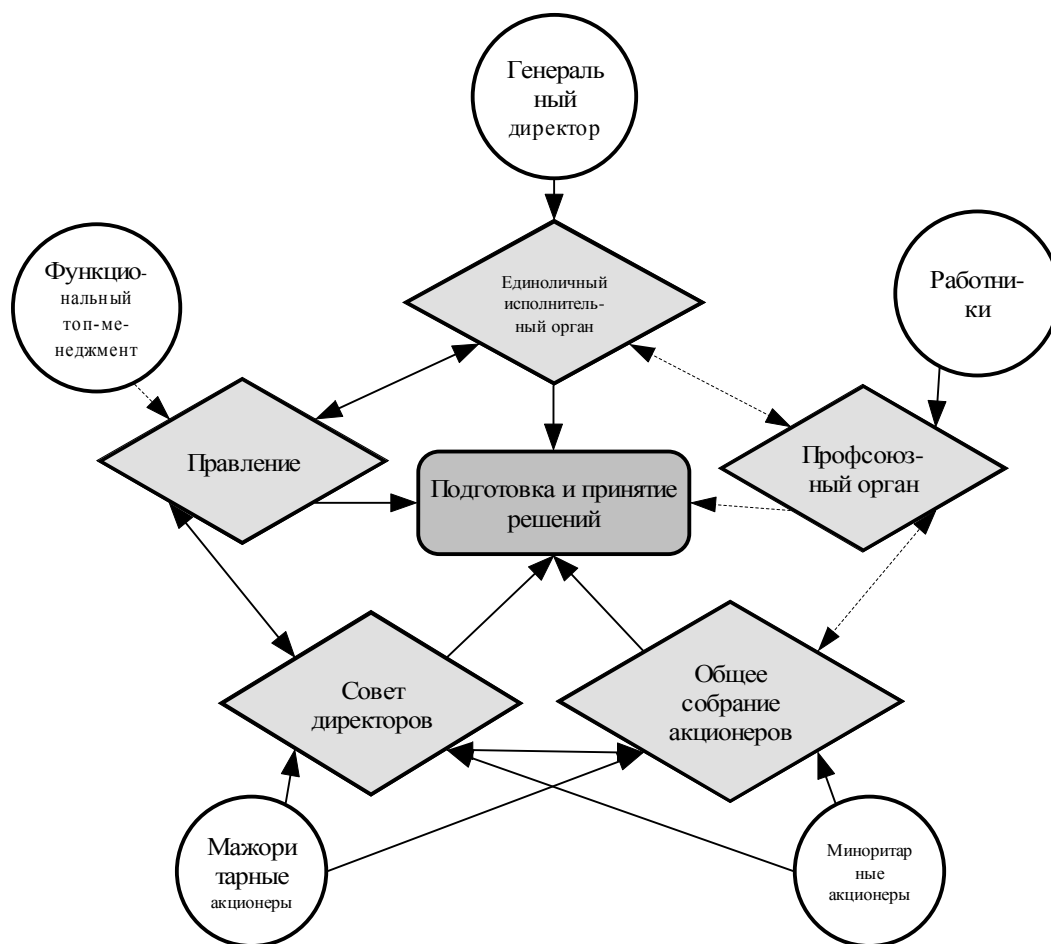 Генераль
ный
директор
Функцио-
нальный
топ-ме-
неджмент
Единоличный
исполнитель-
ный орган
Работни-
ки
Правление
Подготовка и принятие
решений
Профсоюз-
ный орган
Совет
директоров
Общее
собрание
акционеров
Мажори
тарные
акционеры
Миноритар
ные
акционеры